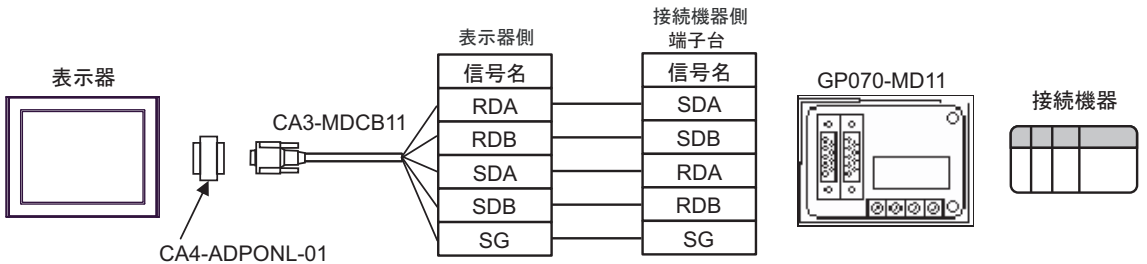 表示器
CA4-ADPONL-01
CA3-MDCB11
表示器側
信号名
RDA
RDB
SDA
SDB
SG
接続機器側
端子台
信号名
SDA
SDB
RDA
RDB
SG
GP070-MD11
接続機器